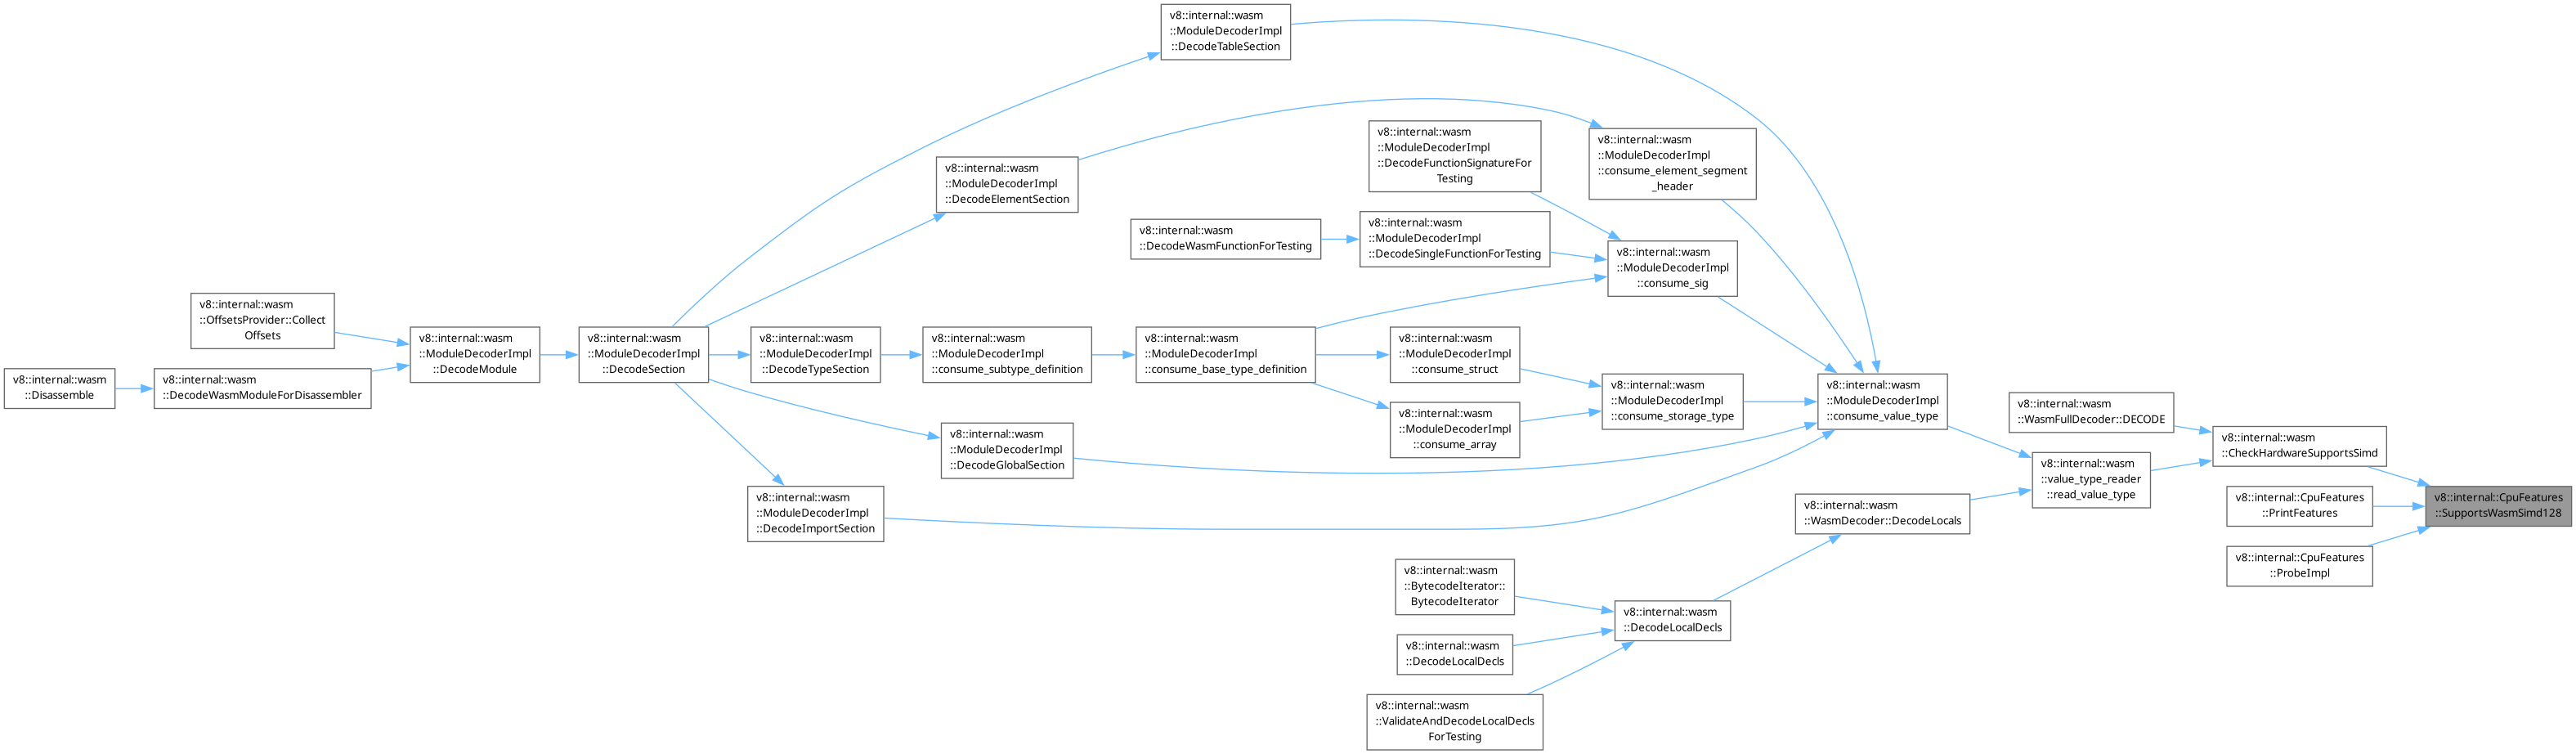 v8::internal::wasm
::ModuleDecoderImpl
::DecodeTableSection
v8::internal::wasm
::ModuleDecoderImpl
::DecodeFunctionSignatureFor
Testing
v8::internal::wasm
::ModuleDecoderImpl
::consume_element_segment
_header
v8::internal::wasm
::ModuleDecoderImpl
::DecodeElementSection
v8::internal::wasm
::DecodeWasmFunctionForTesting
v8::internal::wasm
::ModuleDecoderImpl
::DecodeSingleFunctionForTesting
v8::internal::wasm
::ModuleDecoderImpl
::consume_sig
v8::internal::wasm
::OffsetsProvider::Collect
Offsets
v8::internal::wasm
::ModuleDecoderImpl
::DecodeModule
v8::internal::wasm
::ModuleDecoderImpl
::DecodeSection
v8::internal::wasm
::ModuleDecoderImpl
::DecodeTypeSection
v8::internal::wasm
::ModuleDecoderImpl
::consume_subtype_definition
v8::internal::wasm
::ModuleDecoderImpl
::consume_base_type_definition
v8::internal::wasm
::ModuleDecoderImpl
::consume_struct
v8::internal::wasm
::Disassemble
v8::internal::wasm
::DecodeWasmModuleForDisassembler
v8::internal::wasm
::ModuleDecoderImpl
::consume_storage_type
v8::internal::wasm
::ModuleDecoderImpl
::consume_value_type
v8::internal::wasm
::WasmFullDecoder::DECODE
v8::internal::wasm
::ModuleDecoderImpl
::consume_array
v8::internal::wasm
::ModuleDecoderImpl
::DecodeGlobalSection
v8::internal::wasm
::CheckHardwareSupportsSimd
v8::internal::wasm
::value_type_reader
::read_value_type
v8::internal::wasm
::ModuleDecoderImpl
::DecodeImportSection
v8::internal::wasm
::WasmDecoder::DecodeLocals
v8::internal::CpuFeatures
::PrintFeatures
v8::internal::CpuFeatures
::SupportsWasmSimd128
v8::internal::CpuFeatures
::ProbeImpl
v8::internal::wasm
::BytecodeIterator::
BytecodeIterator
v8::internal::wasm
::DecodeLocalDecls
v8::internal::wasm
::DecodeLocalDecls
v8::internal::wasm
::ValidateAndDecodeLocalDecls
ForTesting